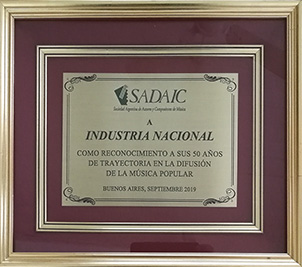 SADAIC
Sociedad Argentina de Autores y Compositores de Música
A
INDUSTRIA NACIONAL
COMO RECONOCIMIENTO A SUS 50 AÑOS
DE TRAYECTORIA EN LA DIFUSIÓN
DE LA MÚSICA POPULAR
BUENOS AIRES, SEPTIEMBRE 2019